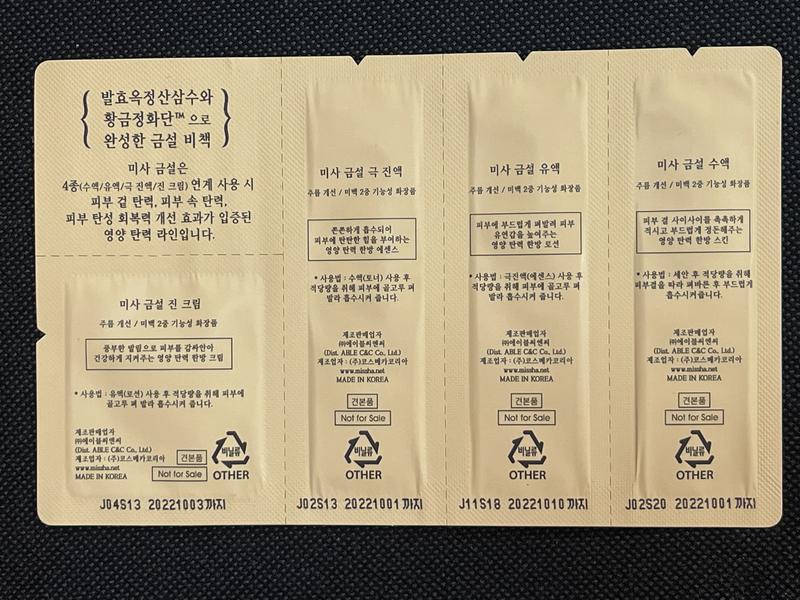 발효옥정산삼수와
황금정화단™으로
완성한 금설 비책
미사 금설은
4종(수액/유액/극 진액/진 크림) 연계 사용 시
피부 겉 탄력, 피부 속 탄력,
피부 탄성 회복력 개선 효과가 입증된
영양 탄력 라인입니다.
미사 금설 진 크림
주름 개선 / 미백 2중 기능성 화장품
풍부한 발림으로 피부를 감싸안아
건강하게 지켜주는 영양 탄력 한방 크림
* 사용법 : 유액(로션) 사용 후 적당량을 취해 피부에
골고루 펴 발라 흡수시켜 줍니다.
제조판매업자
㈜에이블씨엔씨
(Dist. ABLE C&C Co., Ltd.)
제조업자 : (주)코스메카코리아
www.missha.net
MADE IN KOREA
견본품
Not for Sale
비닐류
OTHER
J04S13 20221003까지
미사 금설 극 진액
주름 개선 / 미백 2중 기능성 화장품
쫀쫀하게 흡수되어
피부에 탄탄한 힘을 부여하는
영양 탄력 한방 에센스
* 사용법 : 수액(토너) 사용 후
적당량을 취해 피부에 골고루 펴
발라 흡수시켜 줍니다.
제조판매업자
㈜에이블씨엔씨
(Dist. ABLE C&C Co., Ltd.)
제조업자 : (주)코스메카코리아
www.missha.net
MADE IN KOREA
견본품
Not for Sale
비닐류
OTHER
J02S13 20221001까지
미사 금설 유액
주름 개선 / 미백 2중 기능성 화장품
피부에 부드럽게 펴발려 피부
유연감을 높여주는
영양 탄력 한방 로션
* 사용법 : 극진액(에센스) 사용 후
적당량을 취해 피부에 골고루 펴
발라 흡수시켜 줍니다.
제조판매업자
㈜에이블씨엔씨
(Dist. ABLE C&C Co., Ltd.)
제조업자 : (주)코스메카코리아
www.missha.net
MADE IN KOREA
견본품
Not for Sale
비닐류
OTHER
J11S18 20221010까지
미사 금설 수액
주름 개선 / 미백 2중 기능성 화장품
피부 결 사이사이를 촉촉하게
적시고 부드럽게 정돈해주는
영양 탄력 한방 스킨
* 사용법 : 세안 후 적당량을 취해
피부결을 따라 펴바른 후 부드럽게
흡수시켜 줍니다.
제조판매업자
㈜에이블씨엔씨
(Dist. ABLE C&C Co., Ltd.)
제조업자 : (주)코스메카코리아
www.missha.net
MADE IN KOREA
견본품
Not for Sale
비닐류
OTHER
J02S20 20221001까지